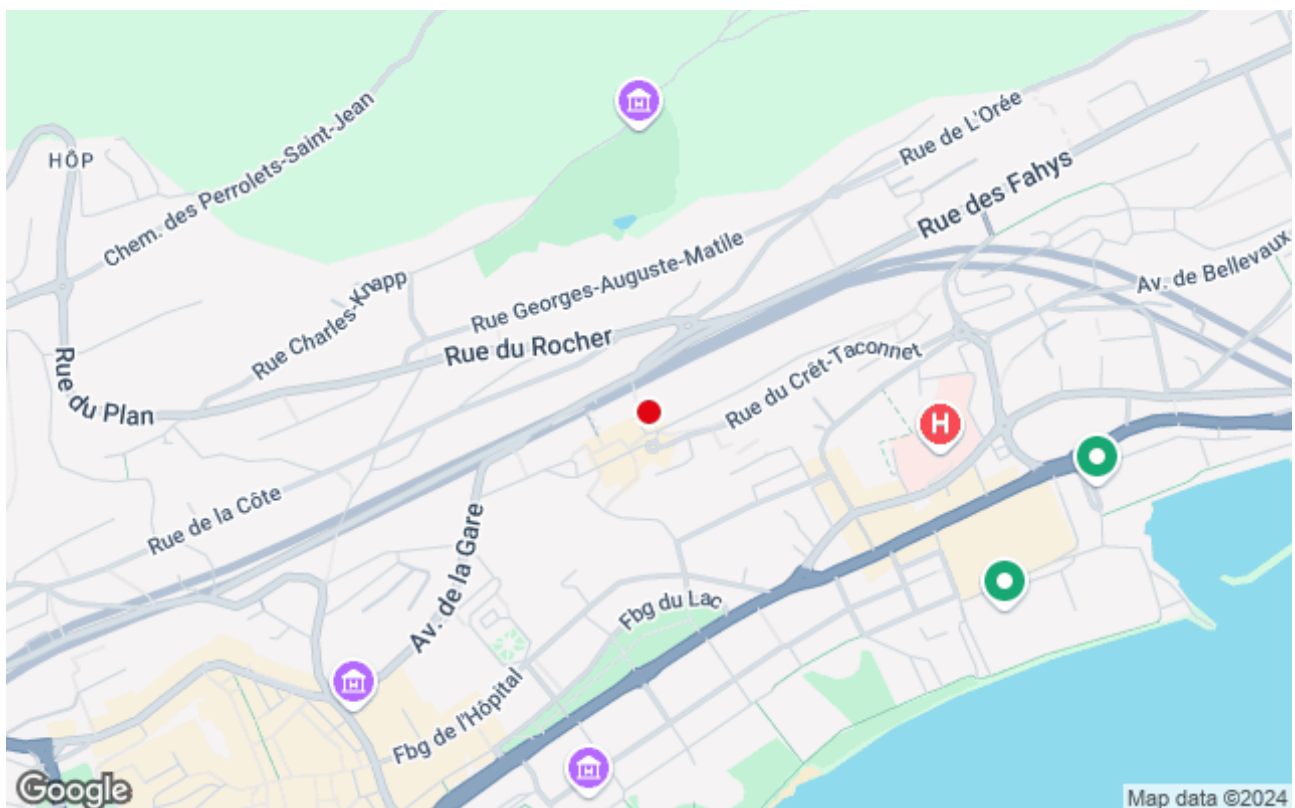 Rue de L'Orée
HÔP
Chem. des Perrolets-Saint-Jean
Rue des Fahys
Rue Georges-Auguste-Matile
Av. de Bellevaux
Rue Charles-Knapp
Rue du Rocher
Rue du Plan
Rue du Crêt-Taconnet
H
Rue de la Côte
Av. de la Gare
Fbg du Lac
Fbg de l'Hôpital
Google
Map data ©2024